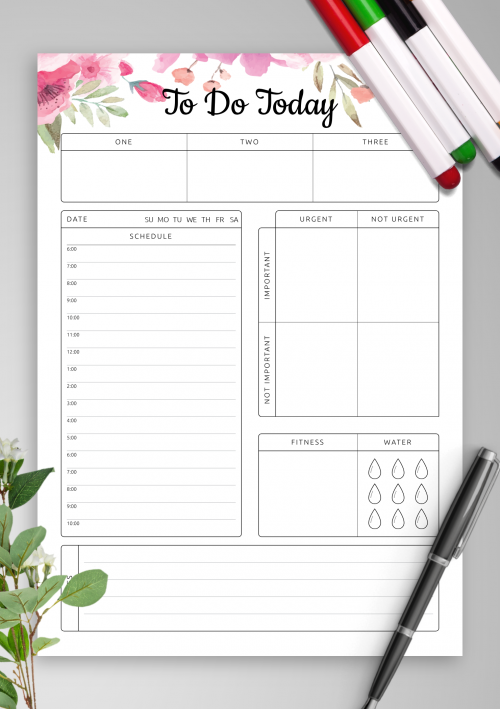 To Do Today
ONE TWO THREE
DATE SU MO TU WE TH FR SA
SCHEDULE
6:00
7:00
8:00
9:00
10:00
11:00
12:00
1:00
2:00
3:00
4:00
5:00
6:00
7:00
8:00
9:00
10:00
URGENT NOT URGENT
IMPORTANT
NOT IMPORTANT
FITNESS WATER